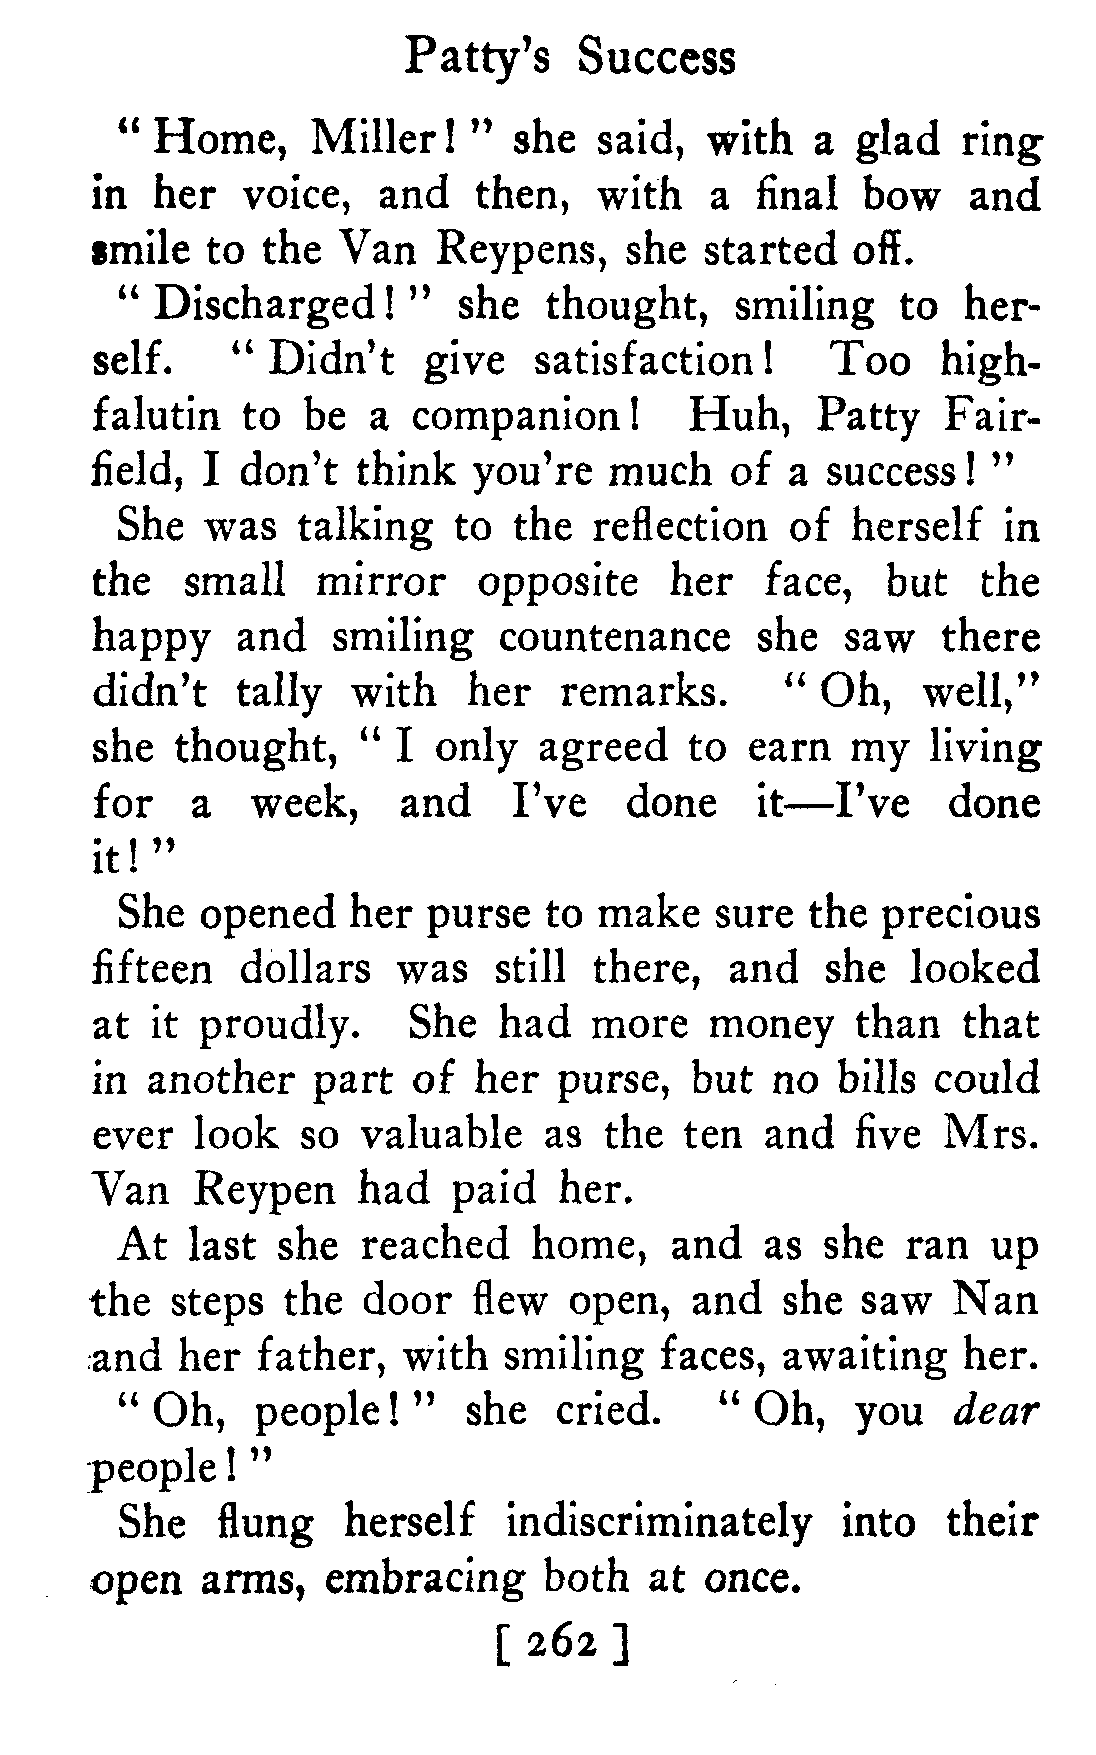 Patty's Success
" Home, Miller! " she said, with a glad ring
in her voice, and then, with a final bow and
smile to the Van Reypens, she started off.
" Discharged! " she thought, smiling to her-
self. " Didn't give satisfaction! Too high-
falutin to be a companion! Huh, Patty Fair-
field, I don't think you're much of a success! "
She was talking to the reflection of herself in
the small mirror opposite her face, but the
happy and smiling countenance she saw there
didn't tally with her remarks. " Oh, well,"
she thought, " I only agreed to earn my living
for a week, and I've done it—I've done
it! "
She opened her purse to make sure the precious
fifteen dollars was still there, and she looked
at it proudly. She had more money than that
in another part of her purse, but no bills could
ever look so valuable as the ten and five Mrs.
Van Reypen had paid her.
At last she reached home, and as she ran up
the steps the door flew open, and she saw Nan
and her father, with smiling faces, awaiting her.
" Oh, people! " she cried. " Oh, you dear
people! "
She flung herself indiscriminately into their
open arms, embracing both at once.
[ 262 ]